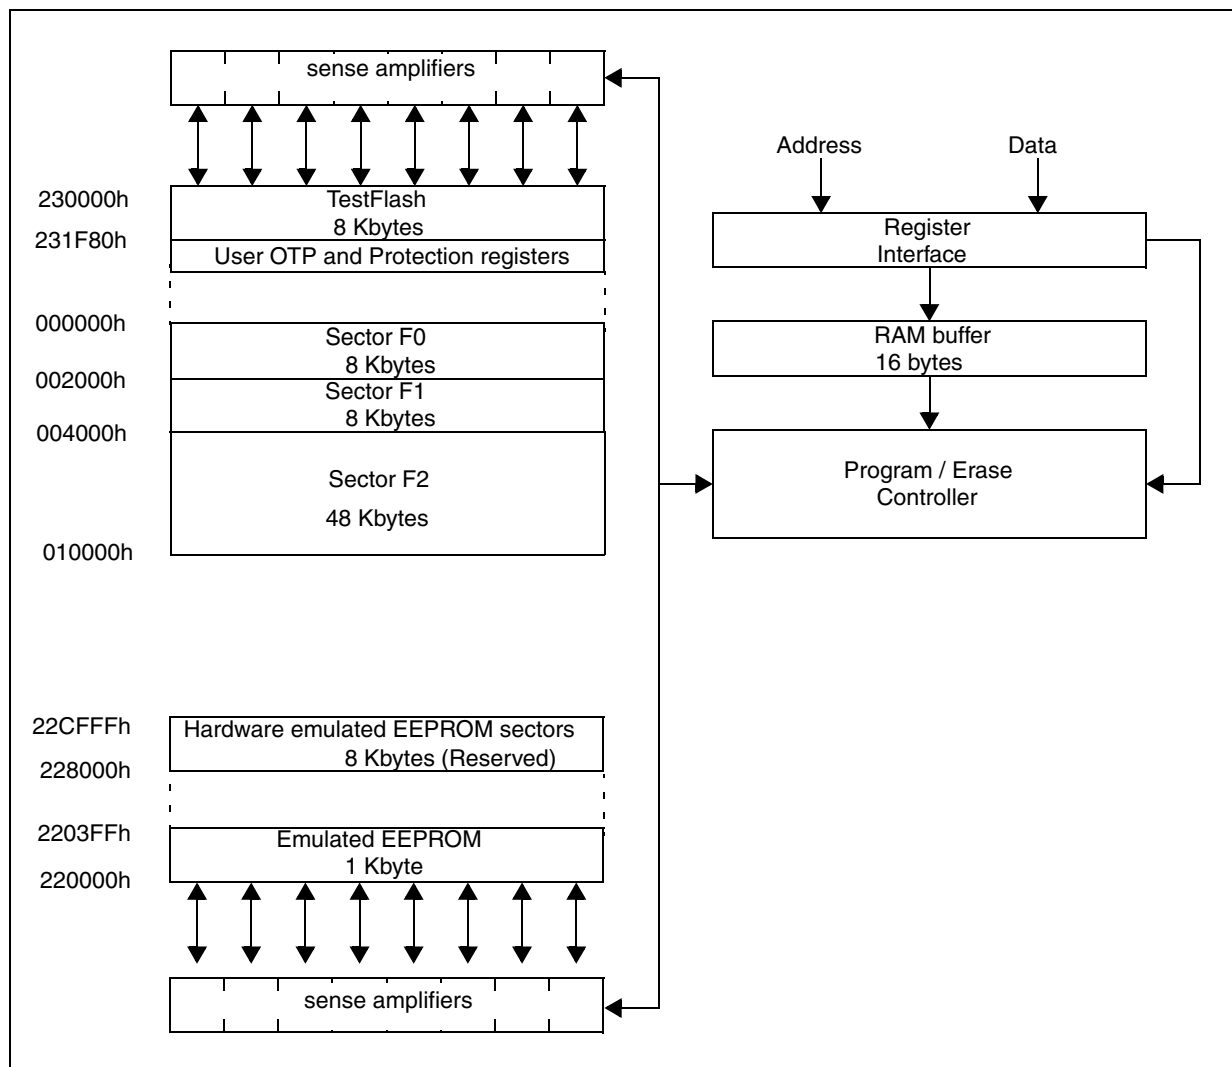 sense amplifiers
230000h
TestFlash
8 Kbytes
231F80h
User OTP and Protection registers
000000h
Sector F0
8 Kbytes
002000h
Sector F1
8 Kbytes
004000h
Sector F2
48 Kbytes
010000h
22CFFFh
Hardware emulated EEPROM sectors
8 Kbytes (Reserved)
228000h
2203FFh
Emulated EEPROM
1 Kbyte
220000h
sense amplifiers
Address
Data
Register
Interface
RAM buffer
16 bytes
Program / Erase
Controller